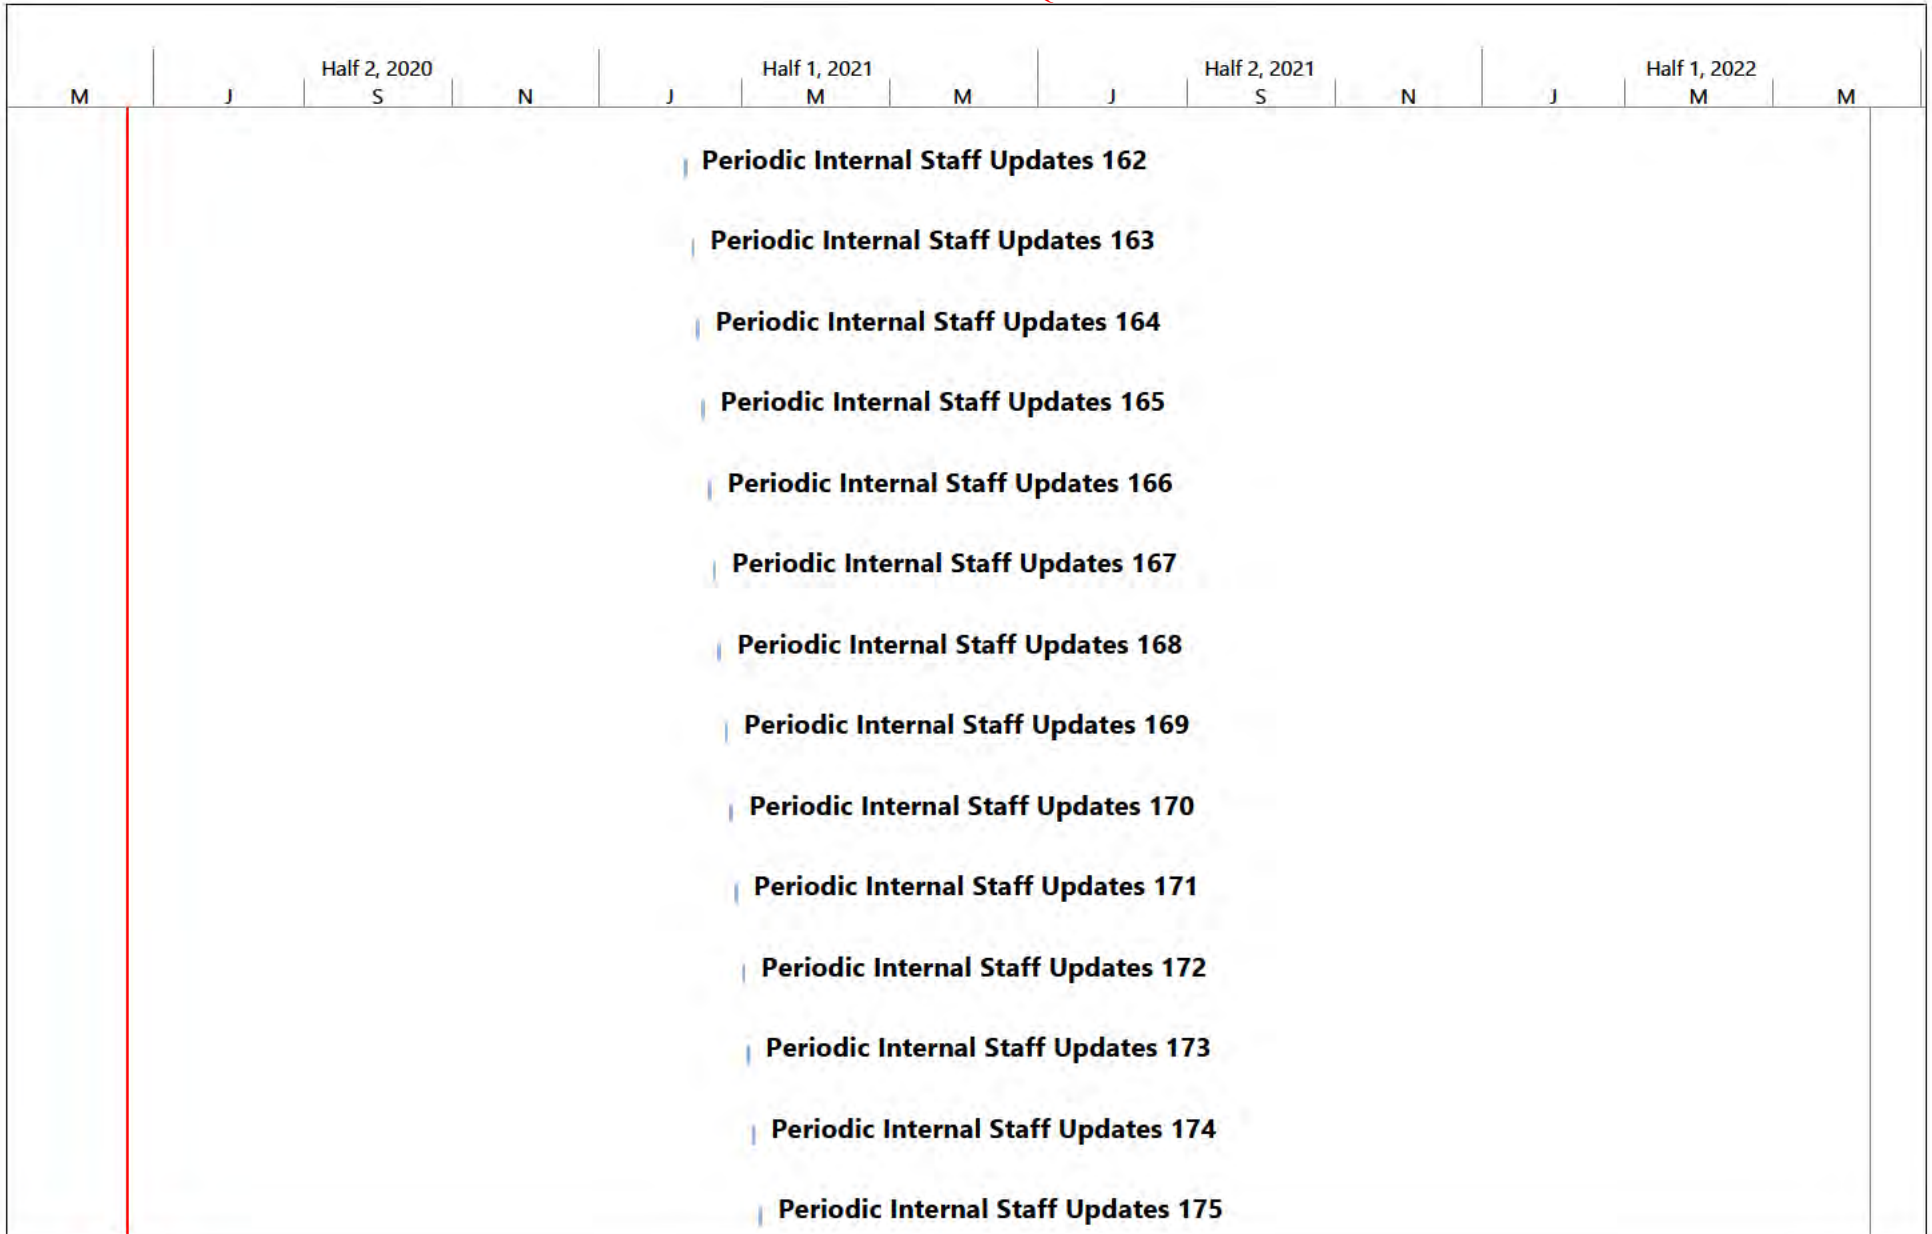 Half 2, 2020 Half 1, 2021 Half 2, 2021 Half 1, 2022
M J S N J M M J S N J M M
Periodic Internal Staff Updates 162
Periodic Internal Staff Updates 163
Periodic Internal Staff Updates 164
Periodic Internal Staff Updates 165
Periodic Internal Staff Updates 166
Periodic Internal Staff Updates 167
Periodic Internal Staff Updates 168
Periodic Internal Staff Updates 169
Periodic Internal Staff Updates 170
Periodic Internal Staff Updates 171
Periodic Internal Staff Updates 172
Periodic Internal Staff Updates 173
Periodic Internal Staff Updates 174
Periodic Internal Staff Updates 175